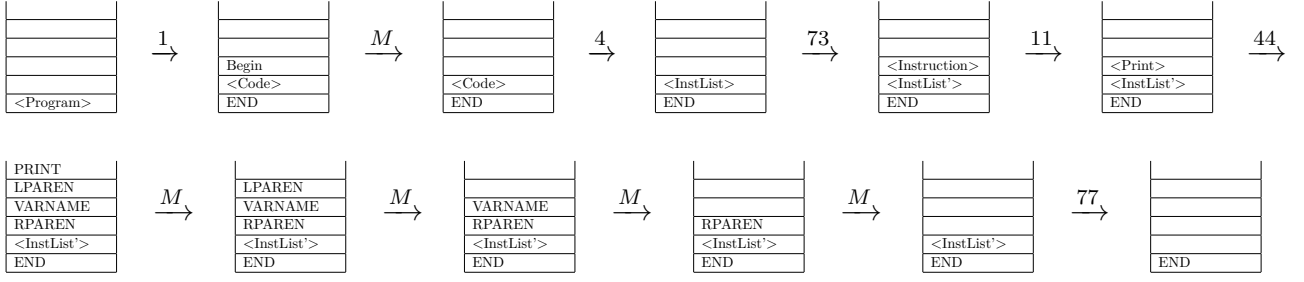 1 M 4 73 11 44
Begin <Instruction> <Print>
<Code> <Code> <InstList> <InstList'> <InstList'>
<Program> END END END END END
PRINT
LPAREN M LPAREN M M M 77
VARNAME VARNAME VARNAME
RPAREN RPAREN RPAREN RPAREN
<InstList'> <InstList'> <InstList'> <InstList'> <InstList'>
END END END END END END